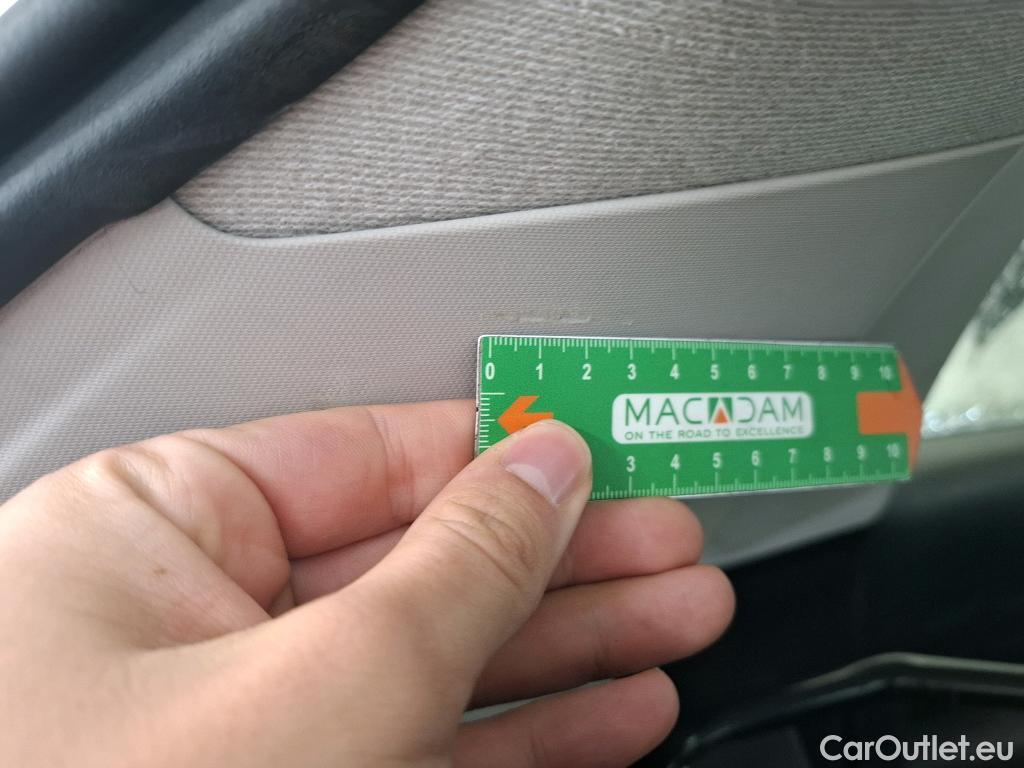 0 1 2 3 4 5 6 7 8 9 10
MACADAM
ON THE ROAD TO EXCELLENCE
3 4 5 6 7 8 9 10
CarOutlet.eu